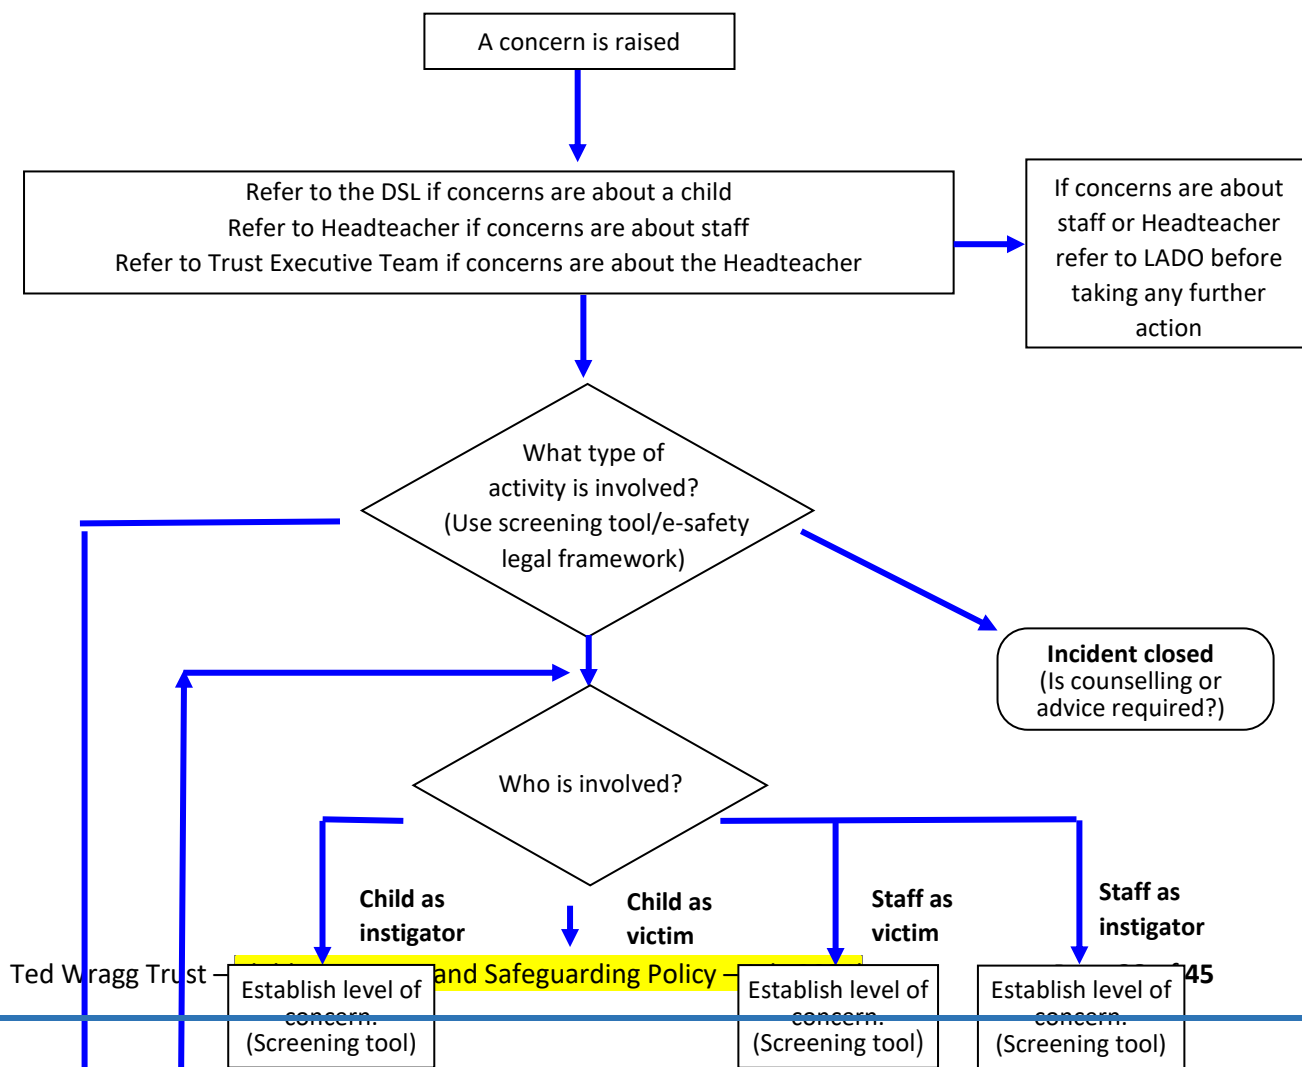 A concern is raised
Refer to the DSL if concerns are about a child
Refer to Headteacher if concerns are about staff
Refer to Trust Executive Team if concerns are about the Headteacher
If concerns are about
staff or Headteacher
refer to LADO before
taking any further
action
What type of
activity is involved?
(Use screening tool/e-safety
legal framework)
Incident closed
(Is counselling or
advice required?)
Who is involved?
Child as
instigator
Child as
victim
Staff as
victim
Staff as
instigator
Ted Wragg Trust – and Safeguarding Policy – 45
Establish level of
concern.
(Screening tool)
Establish level of
concern.
(Screening tool)
Establish level of
concern.
(Screening tool)